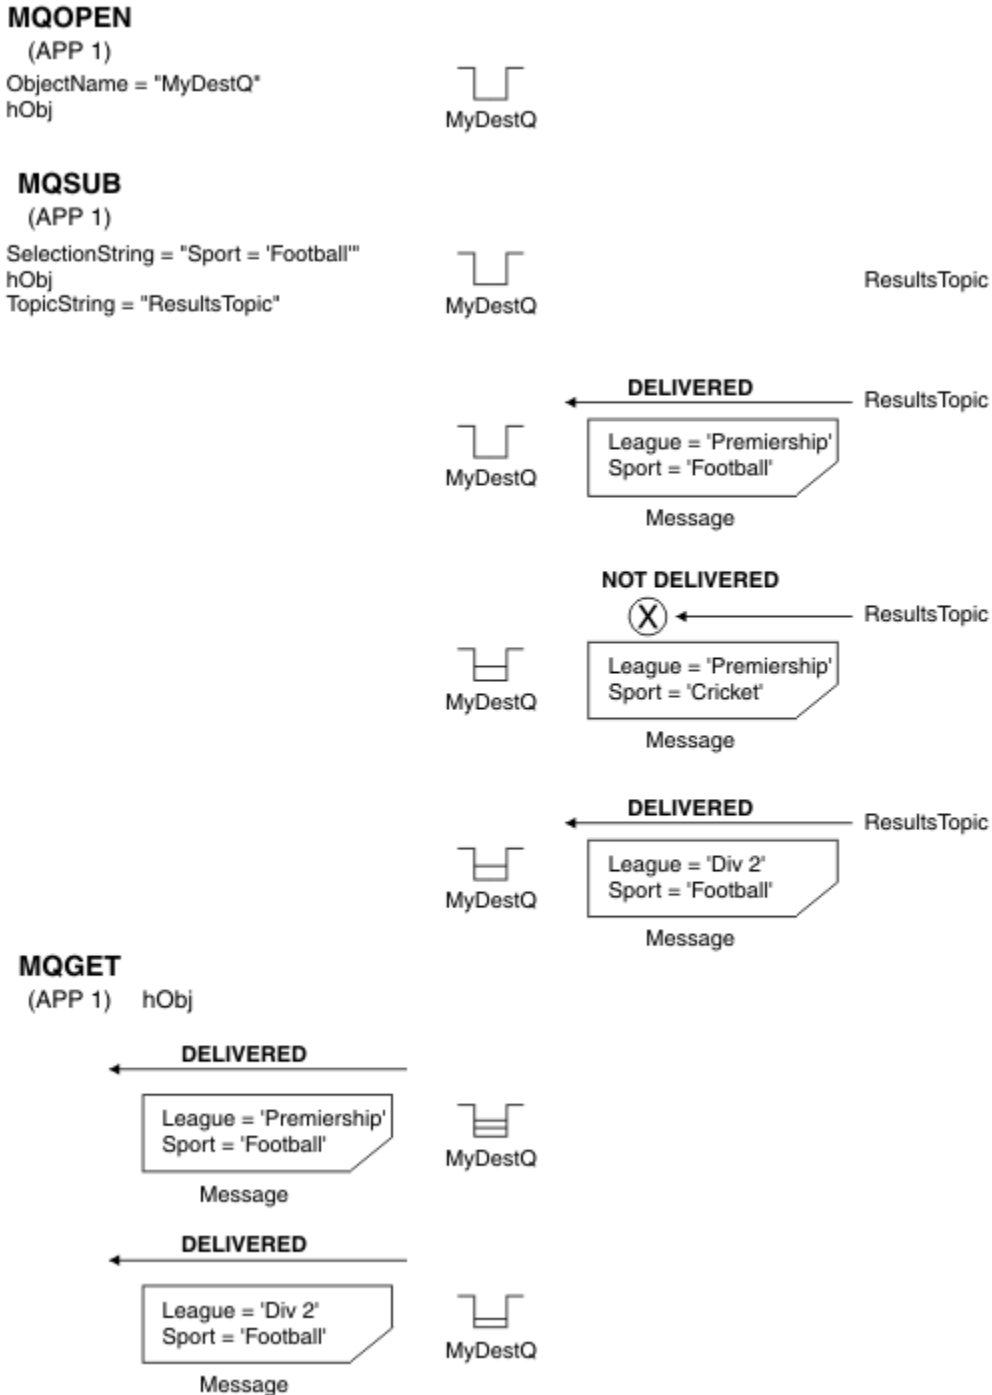 MQOPEN
(APP 1)
ObjectName = "MyDestQ"
hObj
MyDestQ
MQSUB
(APP 1)
SelectionString = "Sport = 'Football'"
hObj
TopicString = "ResultsTopic"
MyDestQ
ResultsTopic
DELIVERED
ResultsTopic
League = 'Premiership'
Sport = 'Football'
MyDestQ
Message
NOT DELIVERED
X
ResultsTopic
League = 'Premiership'
Sport = 'Cricket'
MyDestQ
Message
DELIVERED
ResultsTopic
League = 'Div 2'
Sport = 'Football'
MyDestQ
Message
MQGET
(APP 1) hObj
DELIVERED
League = 'Premiership'
Sport = 'Football'
MyDestQ
Message
DELIVERED
League = 'Div 2'
Sport = 'Football'
MyDestQ
Message